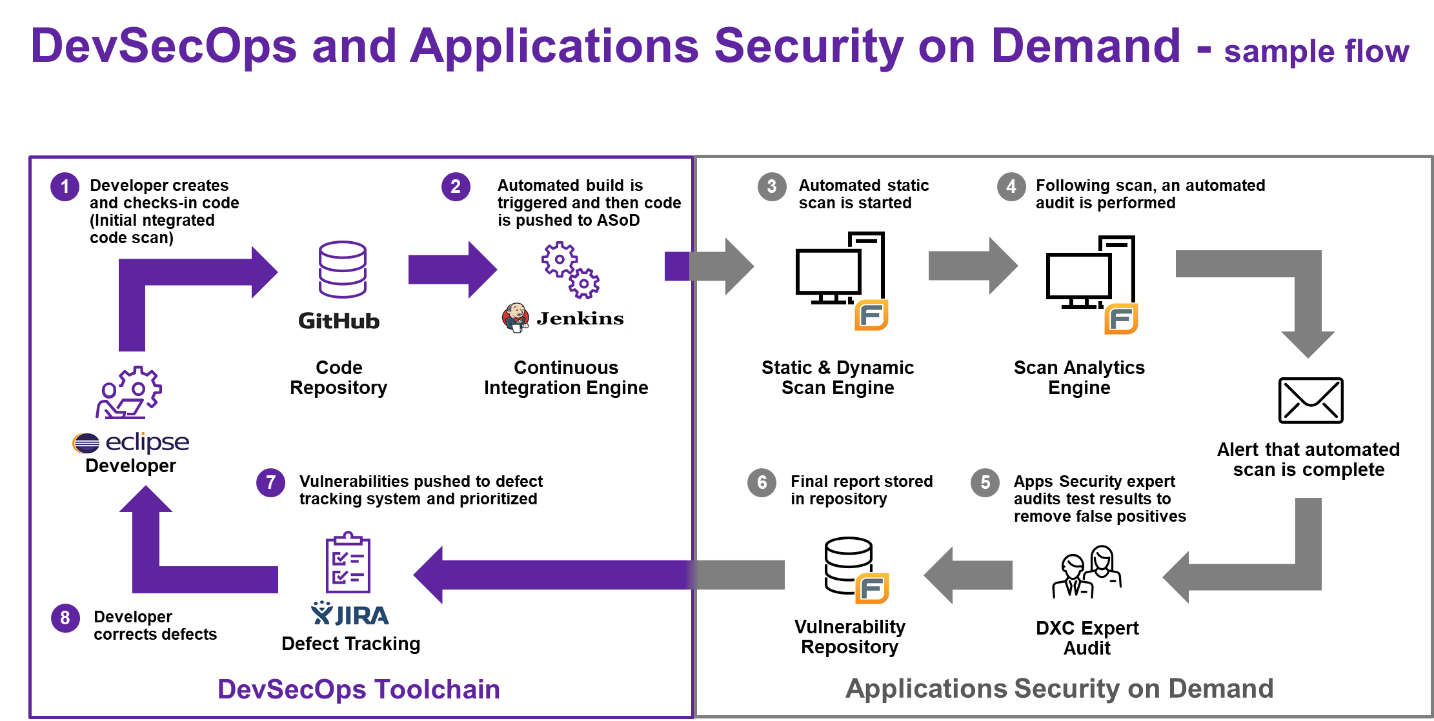 DevSecOps and Applications Security on Demand - sample flow
1
Developer creates
and checks-in code
(Initial ntegrated
code scan)
2
Automated build is
triggered and then code
is pushed to ASoD
3
Automated static
scan is started
4
Following scan, an automated
audit is performed
GitHub
Code
Repository
Jenkins
Continuous
Integration Engine
F
Static & Dynamic
Scan Engine
F
Scan Analytics
Engine
eclipse
Developer
Alert that automated
scan is complete
7
Vulnerabilities pushed to defect
tracking system and prioritized
6
Final report stored
in repository
5
Apps Security expert
audits test results to
remove false positives
8
Developer
corrects defects
JIRA
Defect Tracking
F
Vulnerability
Repository
DXC Expert
Audit
DevSecOps Toolchain
Applications Security on Demand